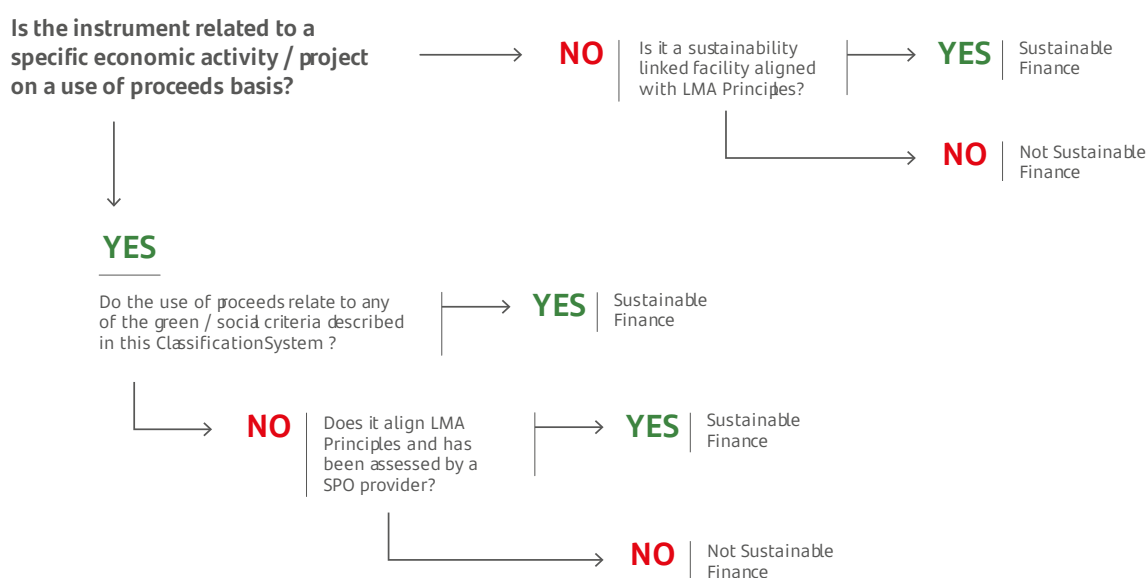 Is the instrument related to a
specific economic activity / project
on a use of proceeds basis?
NO
Is it a sustainability
linked facility aligned
with LMA Principles?
YES
Sustainable
Finance
NO
Not Sustainable
Finance
YES
Do the use of proceeds relate to any
of the green / social criteria described
in this Classification System ?
YES
Sustainable
Finance
NO
Does it align LMA
Principles and has
been assessed by a
SPO provider?
YES
Sustainable
Finance
NO
Not Sustainable
Finance